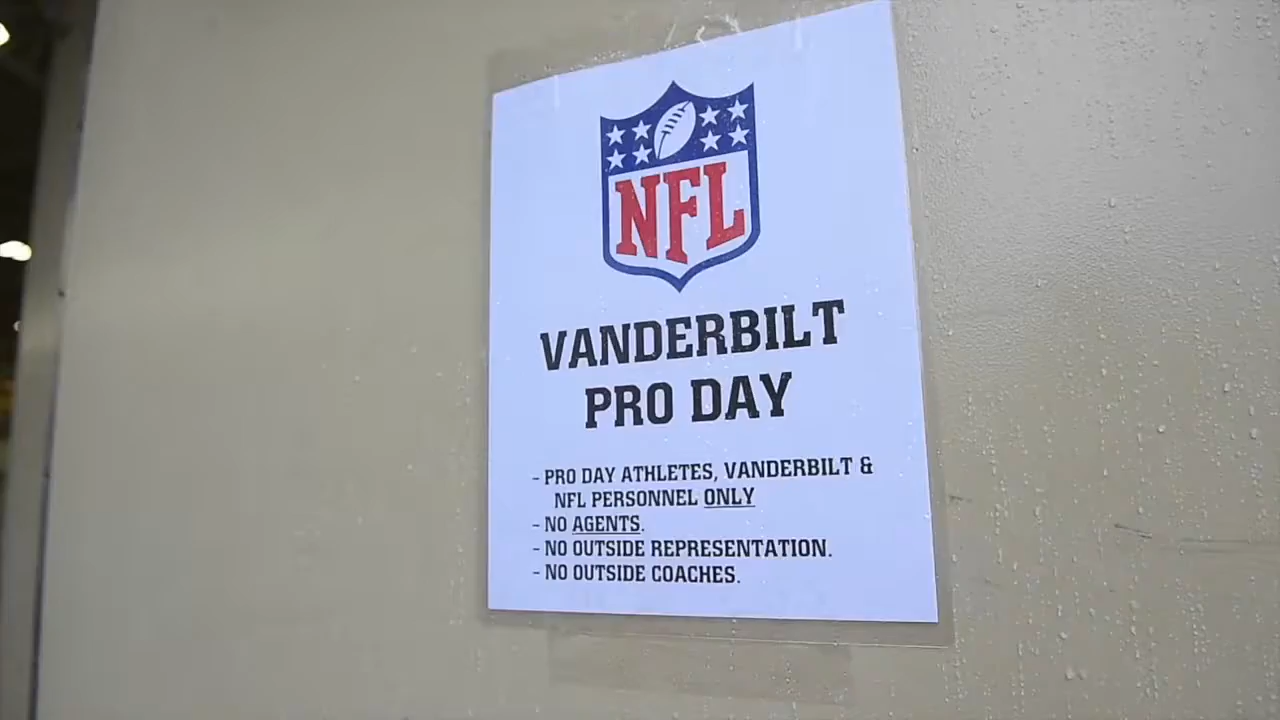 NFL
VANDERBILT
PRO DAY
- PRO DAY ATHLETES, VANDERBILT &
NFL PERSONNEL ONLY
- NO AGENTS.
- NO OUTSIDE REPRESENTATION.
- NO OUTSIDE COACHES.